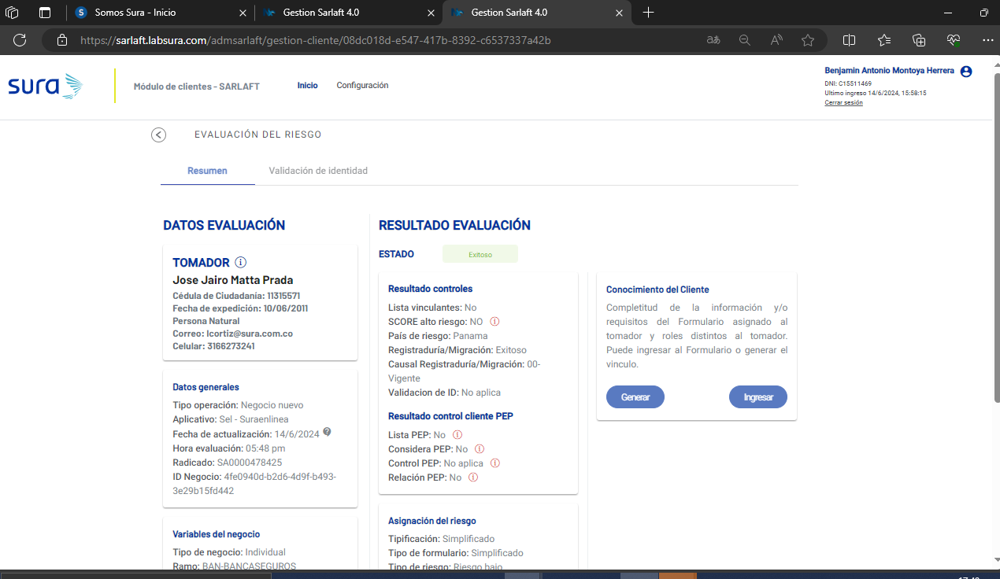 Somos Sura - Inicio
Gestion Sarlaft 4.0
Gestion Sarlaft 4.0
https://sarlaft.labsura.com/admsarlaft/gestion-cliente/08dc018d-e547-417b-8392-c6537337a42b
sura
Módulo de clientes - SARLAFT
Inicio
Configuración
Benjamin Antonio Montoya Herrera
DNI: C15511469
Ultimo ingreso 14/6/2024, 15:58:15
Cerrar sesión
EVALUACIÓN DEL RIESGO
Resumen
Validación de identidad
DATOS EVALUACIÓN
TOMADOR
Jose Jairo Matta Prada
Cédula de Ciudadanía: 11315571
Fecha de expedición: 10/06/2011
Persona Natural
Correo: lcortiz@sura.com.co
Celular: 3166273241
Datos generales
Tipo operación: Negocio nuevo
Aplicativo: Sel - Suraenlinea
Fecha de actualización: 14/6/2024
Hora evaluación: 05:48 pm
Radicado: SA0000478425
ID Negocio: 4fe0940d-b2d6-4d9f-b493-
3e29b15fd442
Variables del negocio
Tipo de negocio: Individual
Ramo: BAN-BANCASEGUROS
RESULTADO EVALUACIÓN
ESTADO
Exitoso
Resultado controles
Lista vinculantes: No
SCORE alto riesgo: NO
País de riesgo: Panama
Registraduría/Migración: Exitoso
Causal Registraduría/Migración: 00-
Vigente
Validacion de ID: No aplica
Resultado control cliente PEP
Lista PEP: No
Considera PEP: No
Control PEP: No aplica
Relación PEP: No
Asignación del riesgo
Tipificación: Simplificado
Tipo de formulario: Simplificado
Tipo de riesgo: Riesgo bajo
Conocimiento del Cliente
Completitud de la información y/o
requisitos del Formulario asignado al
tomador y roles distintos al tomador.
Puede ingresar al Formulario o generar el
vinculo.
Generar
Ingresar